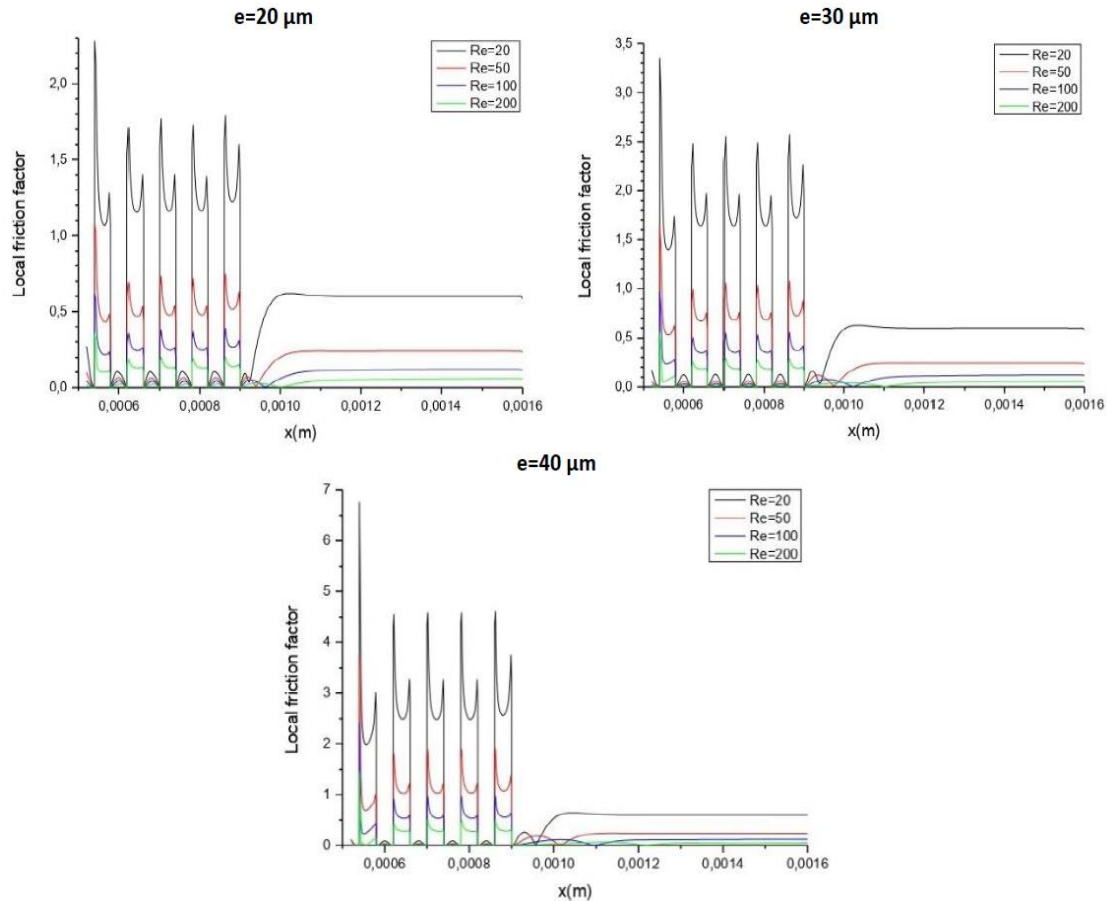 e=20 µm
2,0
1,5
1,0
0,5
0,0
Local friction factor
Re=20
Re=50
Re=100
Re=200
0,0006 0,0008 0,0010 0,0012 0,0014 0,0016
x(m)
e=30 µm
3,5
3,0
2,5
2,0
1,5
1,0
0,5
0,0
Local friction factor
Re=20
Re=50
Re=100
Re=200
0,0006 0,0008 0,0010 0,0012 0,0014 0,0016
x(m)
e=40 µm
7
6
5
4
3
2
1
0
Local friction factor
Re=20
Re=50
Re=100
Re=200
0,0006 0,0008 0,0010 0,0012 0,0014 0,0016
x(m)